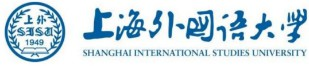 上外
SISU
1949
上海外国语大学
SHANGHAI INTERNATIONAL STUDIES UNIVERSITY